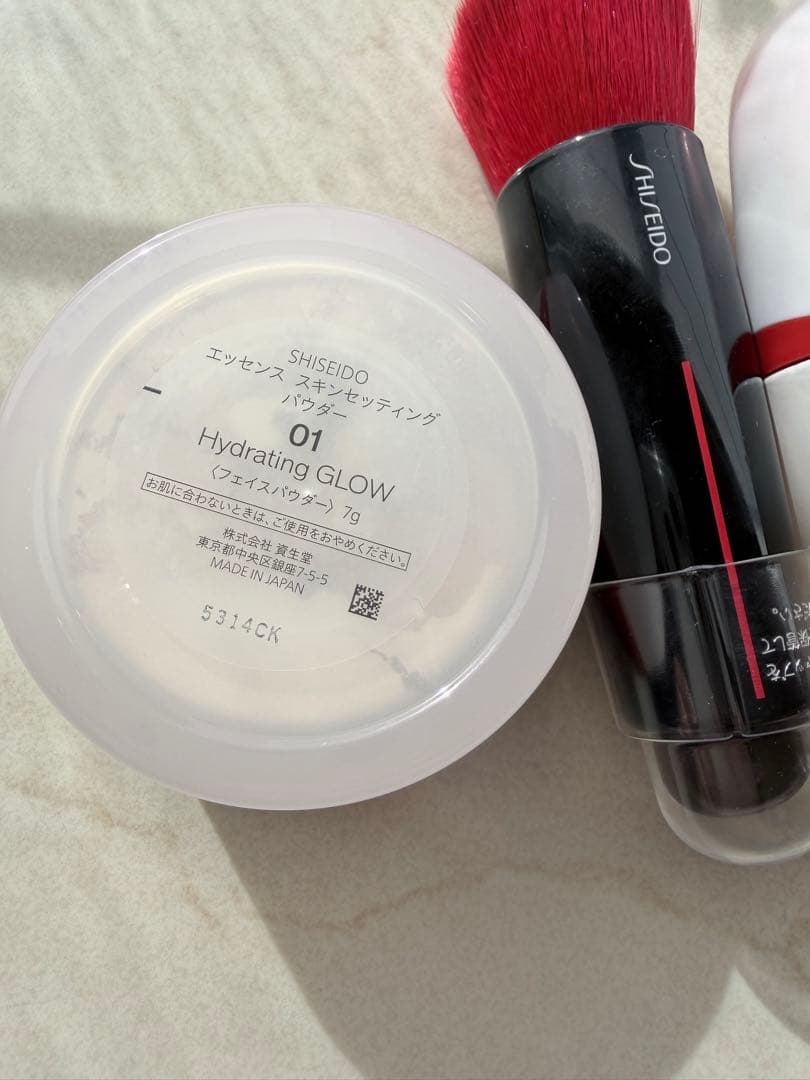 SHISEIDO
エッセンス スキンセッティング
パウダー
01
Hydrating GLOW
〈フェイスパウダー〉 7g
お肌に合わないときは、ご使用をおやめください。
株式会社 資生堂
東京都中央区銀座7-5-5
MADE IN JAPAN
5314CK
SHISEIDO